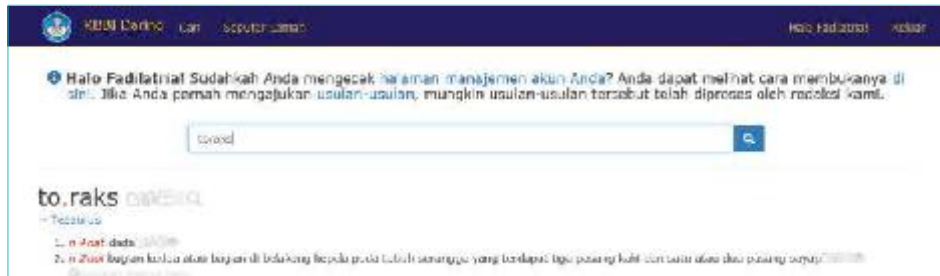 KBBI Daring Cari Seputar Laman Halo Fadilatria! Keluar
Halo Fadilatria! Sudahkah Anda mengecek halaman manajemen akun Anda? Anda dapat melihat cara membukanya di
sini. Jika Anda pernah mengajukan usulan-usulan, mungkin usulan-usulan tersebut telah diproses oleh redaksi kami.
toraks
to.raks
Tesaurus
1. n Anat dada
2. n Zool bagian kedua atau bagian di belakang kepala pada tubuh serangga yang terdapat tiga pasang kaki dan satu atau dua pasang sayap